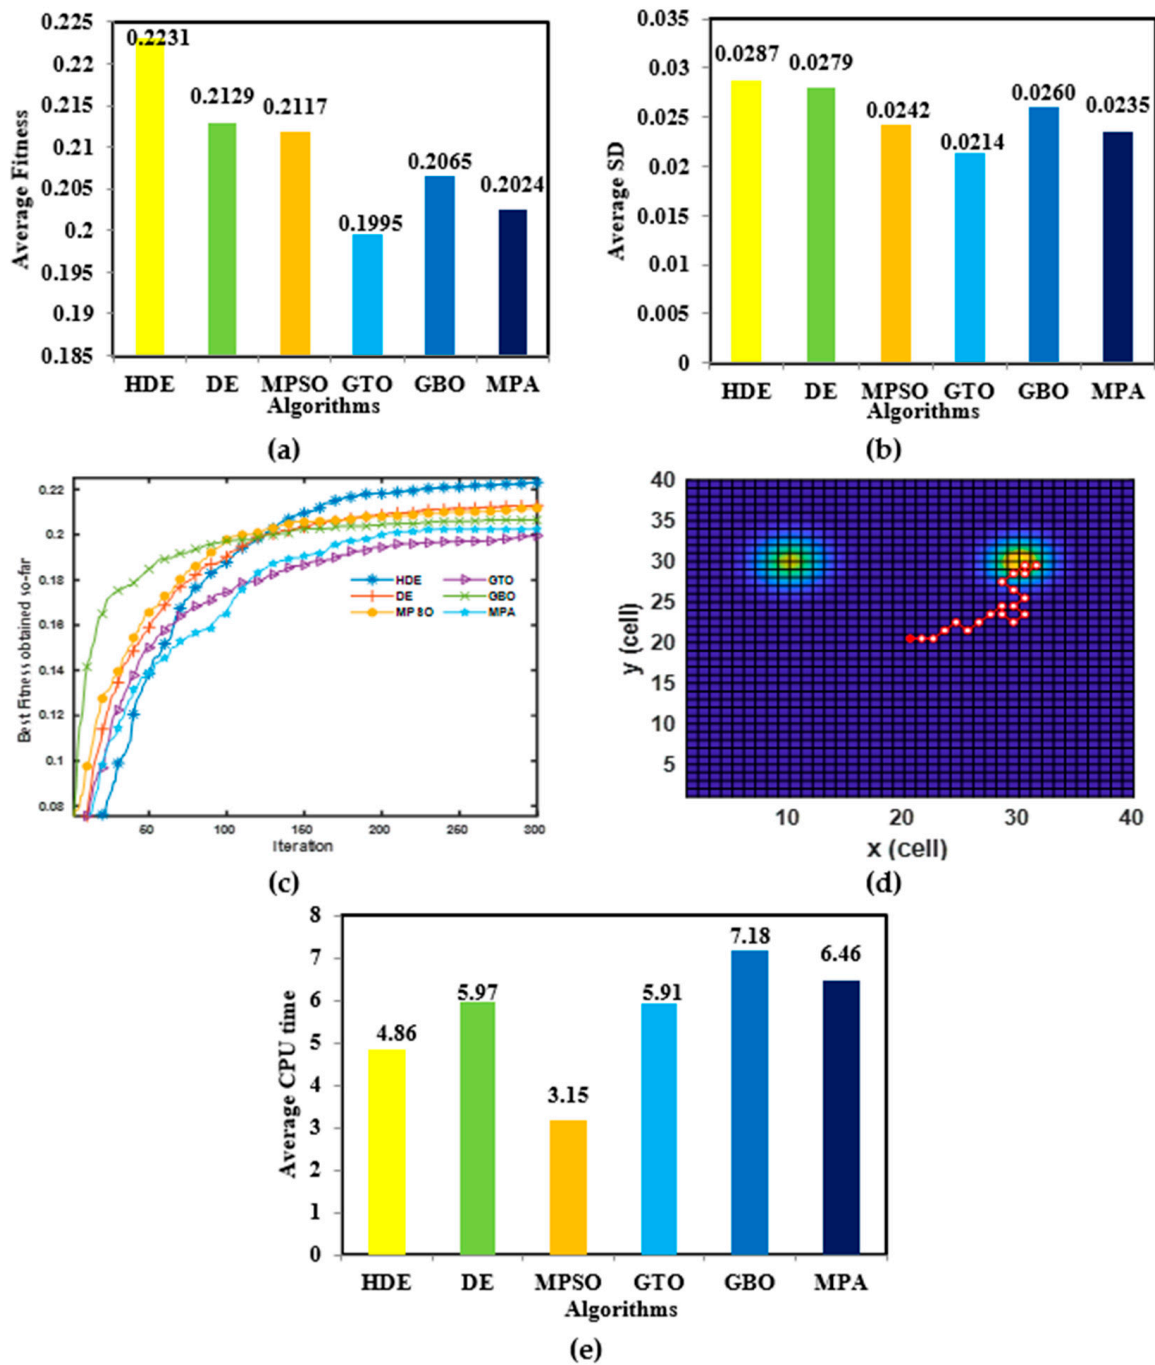 0.225
0.22
0.215
0.21
0.205
0.2
0.195
0.19
0.185
Average Fitness
0.2231
0.2129
0.2117
0.1995
0.2065
0.2024
HDE DE MPSO GTO GBO MPA
Algorithms
(a)
0.035
0.03
0.025
0.02
0.015
0.01
0.005
0
Average SD
0.0287
0.0279
0.0242
0.0214
0.0260
0.0235
HDE DE MPSO GTO GBO MPA
Algorithms
(b)
0.22
0.2
0.18
0.16
0.14
0.12
0.1
0.08
Best Fitness obtained so-far
HDE GTO
DE GBO
MPSO MPA
50 100 150 200 250 300
Iteration
(c)
40
35
30
25
20
15
10
5
y (cell)
10 20 30 40
x (cell)
(d)
8
7
6
5
4
3
2
1
0
Average CPU time
4.86
5.97
3.15
5.91
7.18
6.46
HDE DE MPSO GTO GBO MPA
Algorithms
(e)